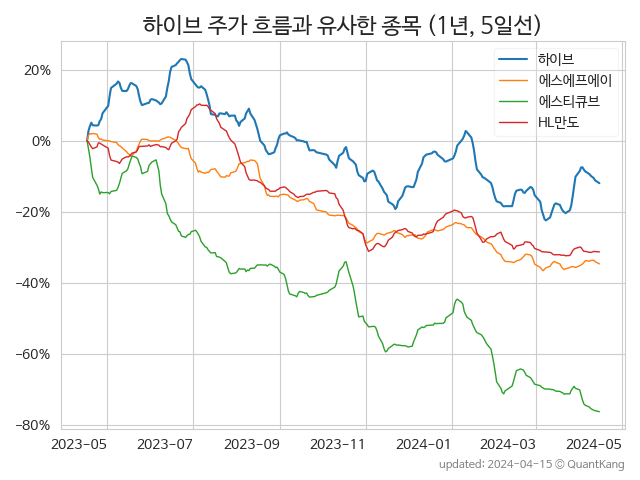 하이브 주가 흐름과 유사한 종목 (1년, 5일선)
하이브
에스에프에이
에스티큐브
HL만도
20%
0%
−20%
−40%
−60%
−80%
2023-05
2023-07
2023-09
2023-11
2024-01
2024-03
2024-05
updated: 2024-04-15 © QuantKang